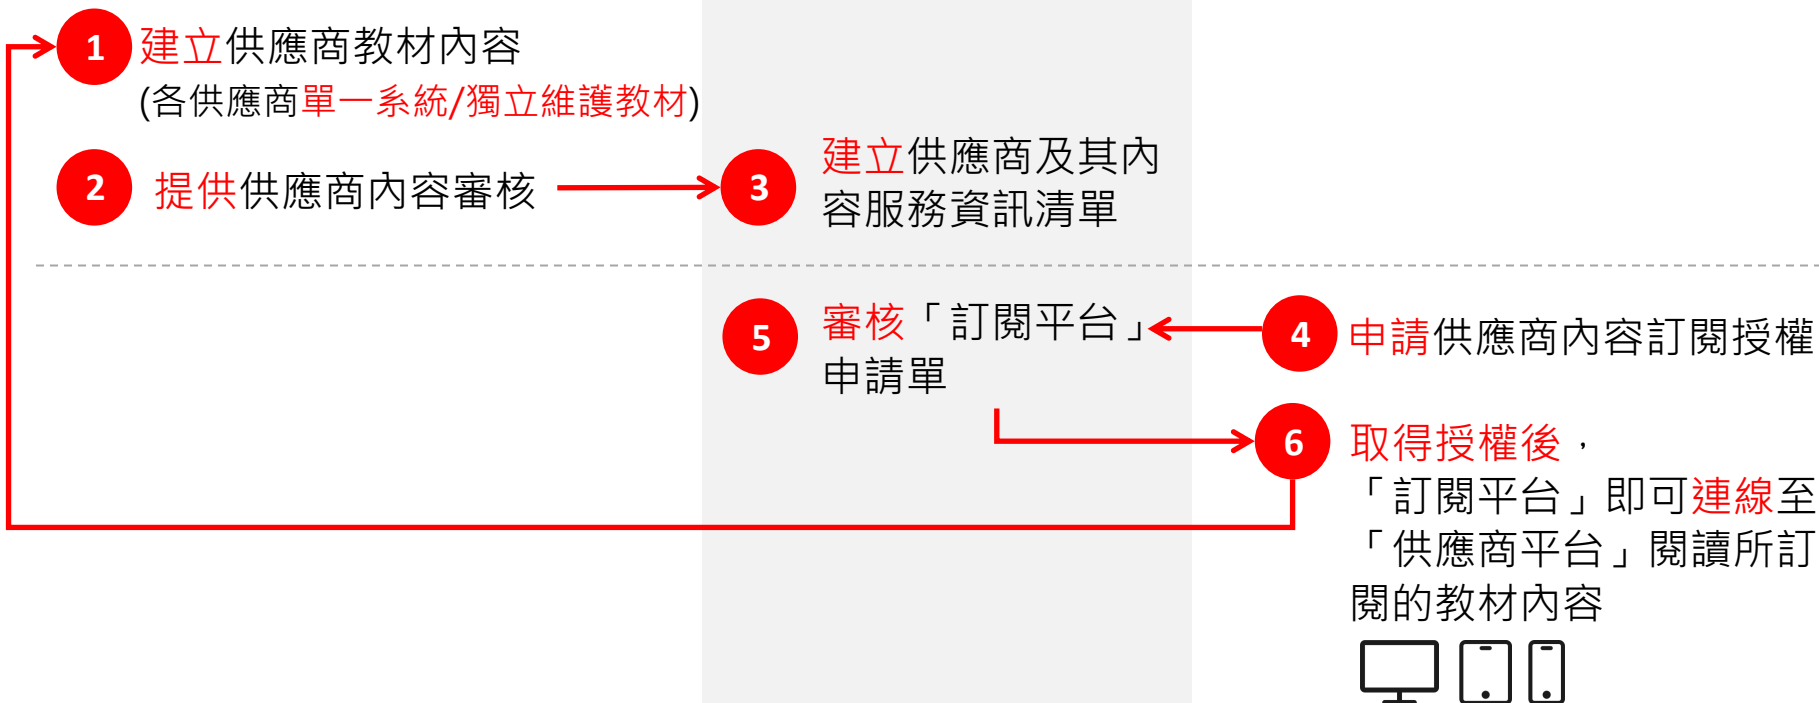 1 建立供應商教材內容
(各供應商單一系統/獨立維護教材)
2 提供供應商內容審核
3 建立供應商及其內
容服務資訊清單
4 申請供應商內容訂閱授權
5 審核「訂閱平台」
申請單
6 取得授權後，
「訂閱平台」即可連線至
「供應商平台」閱讀所訂
閱的教材內容